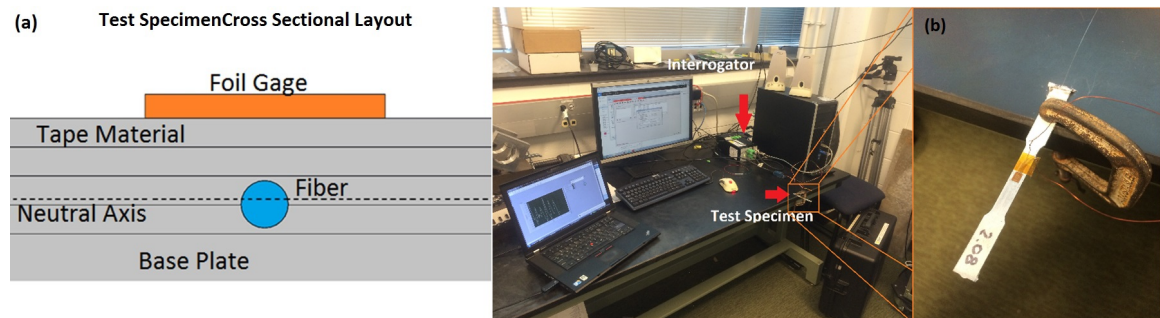 (a)
Test SpecimenCross Sectional Layout
Foil Gage
Tape Material
Fiber
Neutral Axis
Base Plate
Interrogator
Test Specimen
(b)
2.08